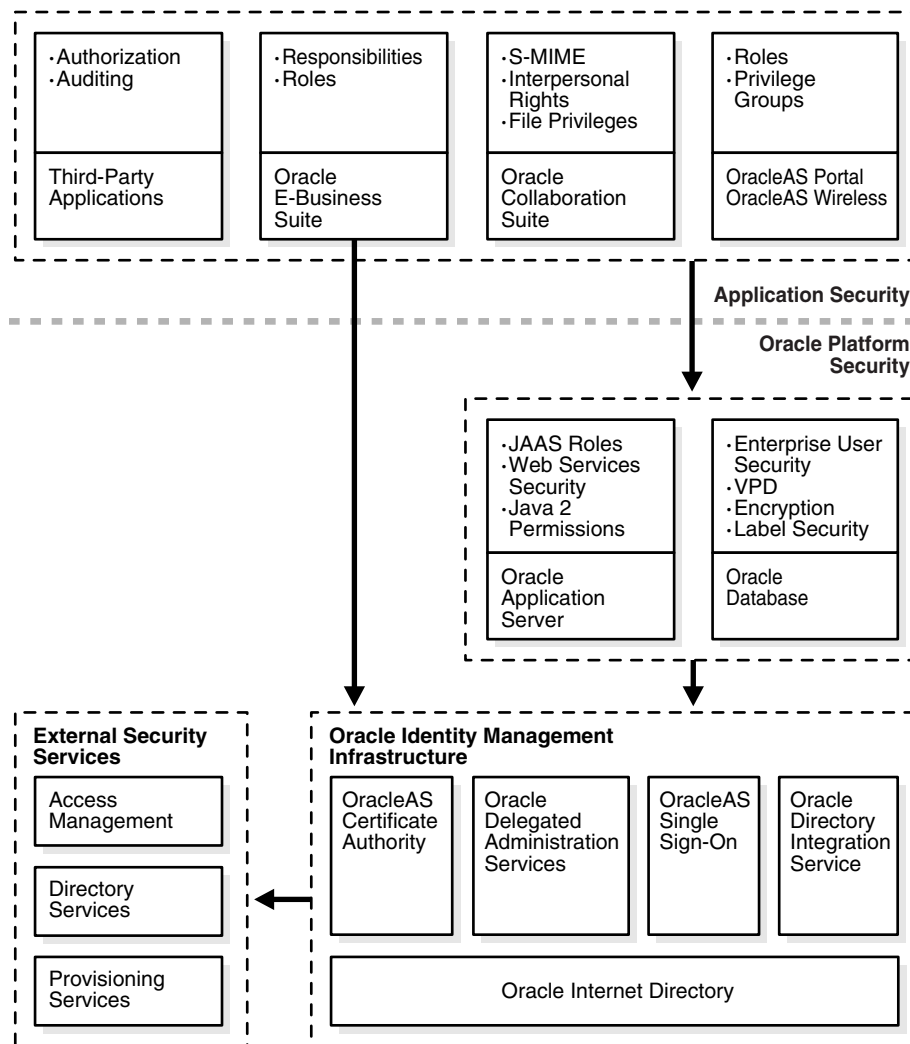 ·Authorization
·Auditing
Third-Party
Applications
·Responsibilities
·Roles
Oracle
E-Business
Suite
·S-MIME
·Interpersonal
Rights
·File Privileges
Oracle
Collaboration
Suite
·Roles
·Privilege
Groups
OracleAS Portal
OracleAS Wireless
Application Security
Oracle Platform
Security
·JAAS Roles
·Web Services
Security
·Java 2
Permissions
Oracle
Application
Server
·Enterprise User
Security
·VPD
·Encryption
·Label Security
Oracle
Database
External Security
Services
Access
Management
Directory
Services
Provisioning
Services
Oracle Identity Management
Infrastructure
OracleAS
Certificate
Authority
Oracle
Delegated
Administration
Services
OracleAS
Single
Sign-On
Oracle
Directory
Integration
Service
Oracle Internet Directory